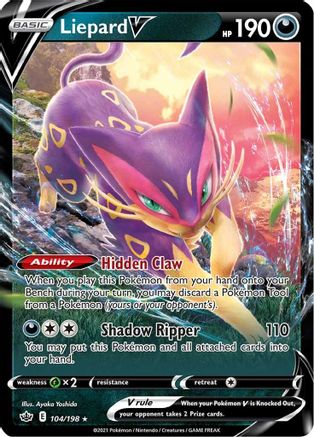 BASIC Liepard V HP 190
Ability Hidden Claw
When you play this Pokémon from your hand onto your
Bench during your turn, you may discard a Pokémon Tool
from a Pokémon (yours or your opponent's).
Shadow Ripper 110
You may put this Pokémon and all attached cards into
your hand.
weakness ×2 resistance retreat
Illus. Ayaka Yoshida
V rule When your Pokémon V is Knocked Out,
your opponent takes 2 Prize cards.
E 104/198 ★
©2021 Pokémon / Nintendo / Creatures / GAME FREAK